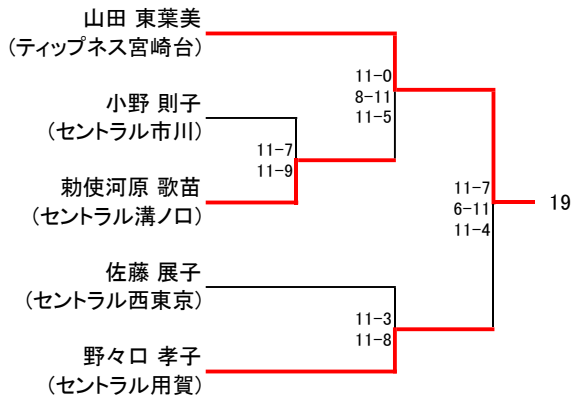 山田 東葉美
(ティップネス宮崎台)
小野 則子
(セントラル市川)
勅使河原 歌苗
(セントラル溝ノ口)
佐藤 展子
(セントラル西東京)
野々口 孝子
(セントラル用賀)
11-7
11-9
11-0
8-11
11-5
11-3
11-8
11-7
6-11
11-4
19